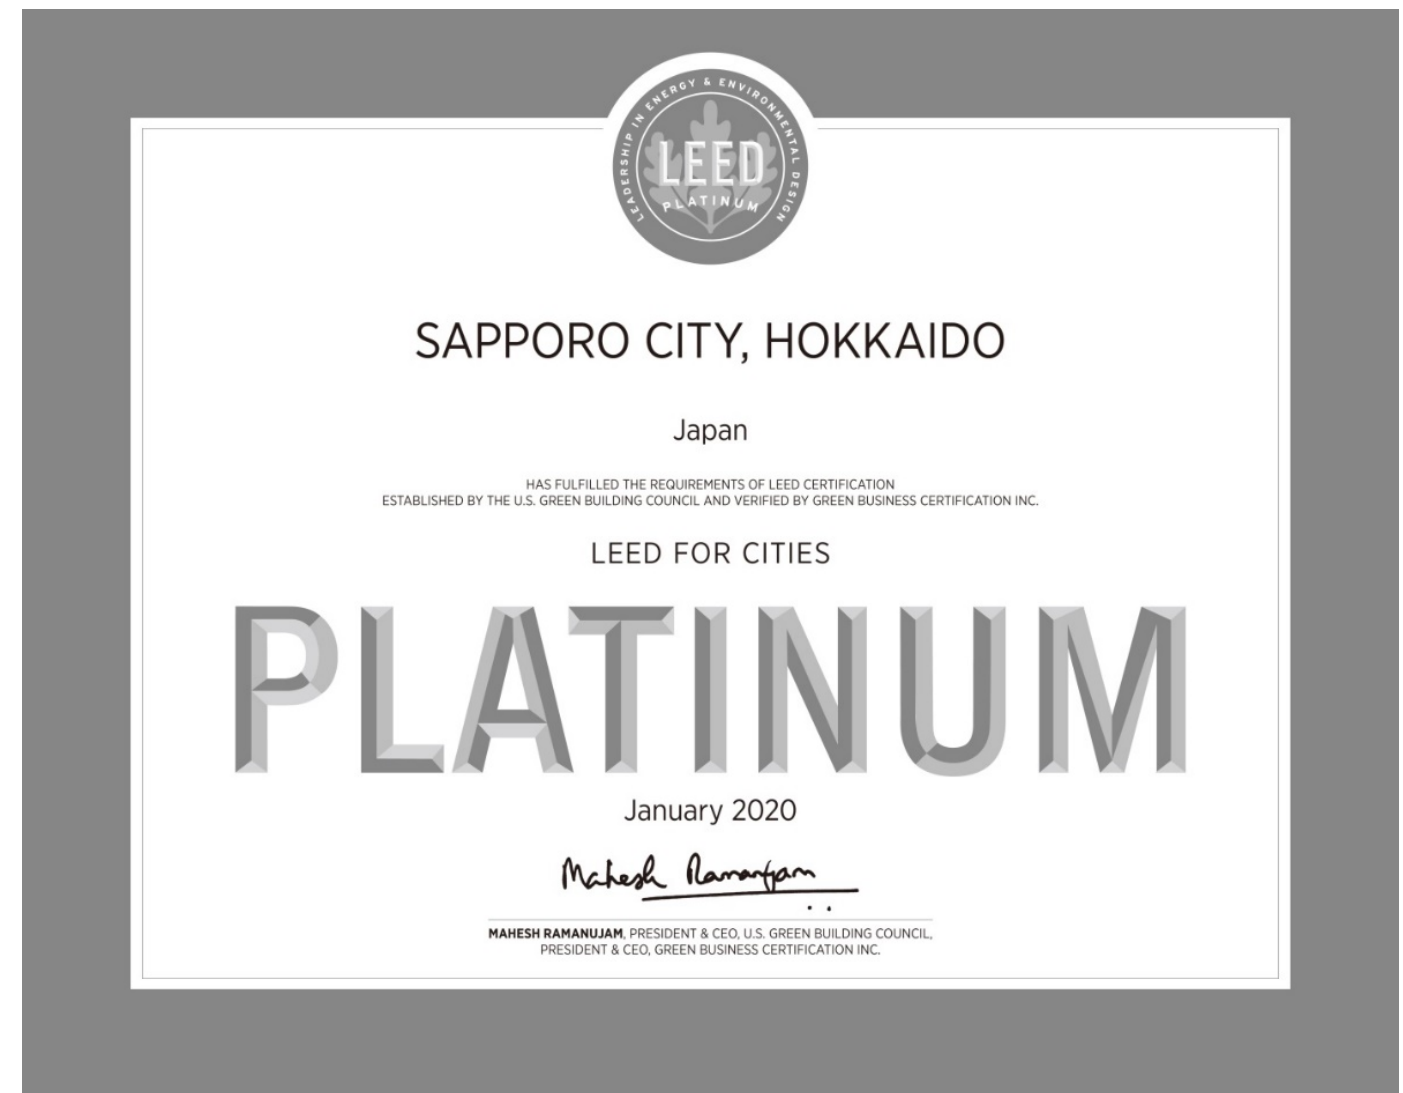 LEADERSHIP IN ENERGY & ENVIRONMENTAL DESIGN
LEED
PLATINUM
SAPPORO CITY, HOKKAIDO
Japan
HAS FULFILLED THE REQUIREMENTS OF LEED CERTIFICATION
ESTABLISHED BY THE U.S. GREEN BUILDING COUNCIL AND VERIFIED BY GREEN BUSINESS CERTIFICATION INC.
LEED FOR CITIES
PLATINUM
January 2020
Mahesh Ramanujam
MAHESH RAMANUJAM, PRESIDENT & CEO, U.S. GREEN BUILDING COUNCIL,
PRESIDENT & CEO, GREEN BUSINESS CERTIFICATION INC.